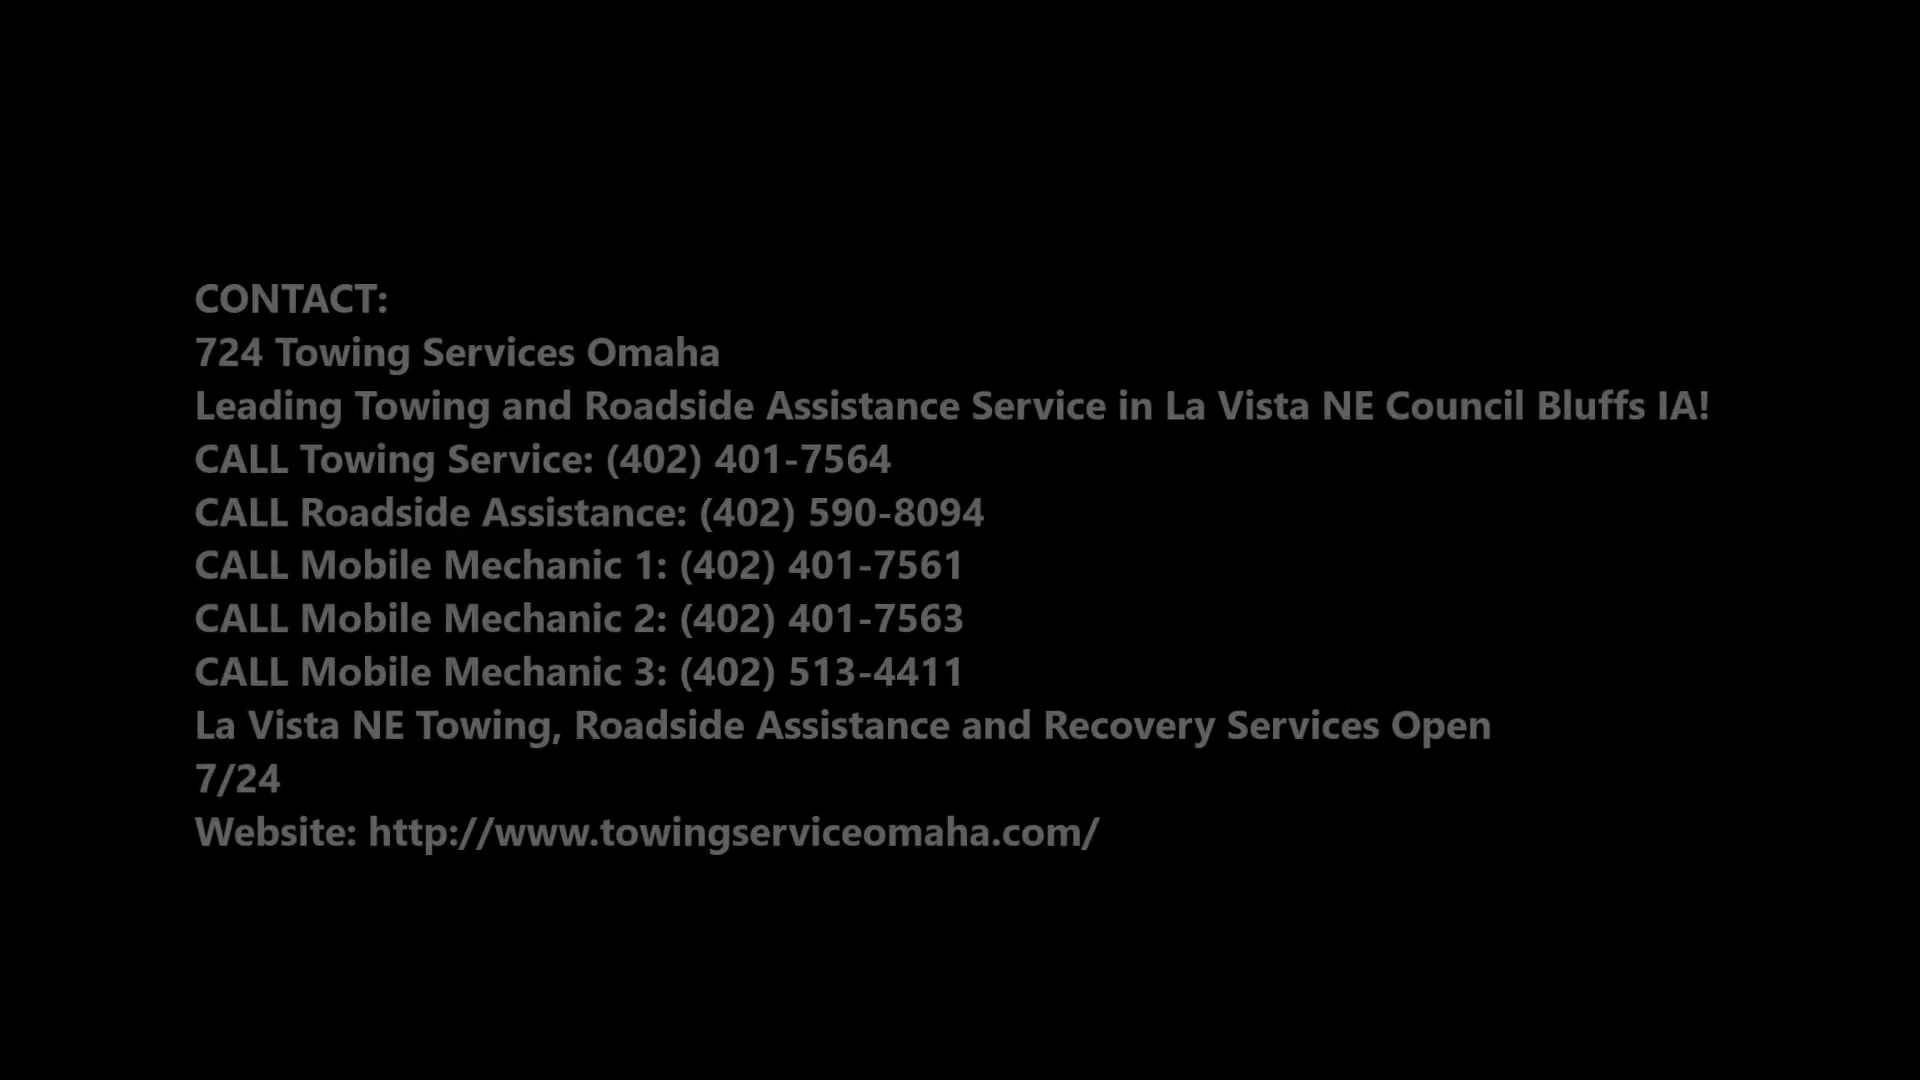 CONTACT:
724 Towing Services Omaha
Leading Towing and Roadside Assistance Service in La Vista NE Council Bluffs IA!
CALL Towing Service: (402) 401-7564
CALL Roadside Assistance: (402) 590-8094
CALL Mobile Mechanic 1: (402) 401-7561
CALL Mobile Mechanic 2: (402) 401-7563
CALL Mobile Mechanic 3: (402) 513-4411
La Vista NE Towing, Roadside Assistance and Recovery Services Open
7/24
Website: http://www.towingserviceomaha.com/